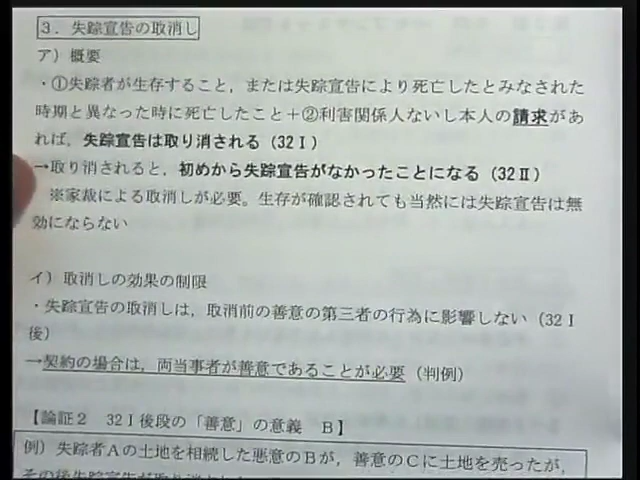 3．失踪宣告の取消し
ア）概要
・①失踪者が生存すること，または失踪宣告により死亡したとみなされた
時期と異なった時に死亡したこと＋②利害関係人ないし本人の請求があ
れば，失踪宣告は取り消される（32Ⅰ）
→取り消されると，初めから失踪宣告がなかったことになる（32Ⅱ）
※家裁による取消しが必要。生存が確認されても当然には失踪宣告は無
効にならない
イ）取消しの効果の制限
・失踪宣告の取消しは，取消前の善意の第三者の行為に影響しない（32Ⅰ
後）
→契約の場合は，両当事者が善意であることが必要（判例）
【論証2　32Ⅰ後段の「善意」の意義　B】
例）失踪者Aの土地を相続した悪意のBが，善意のCに土地を売ったが，
その後失踪宣告が取り消